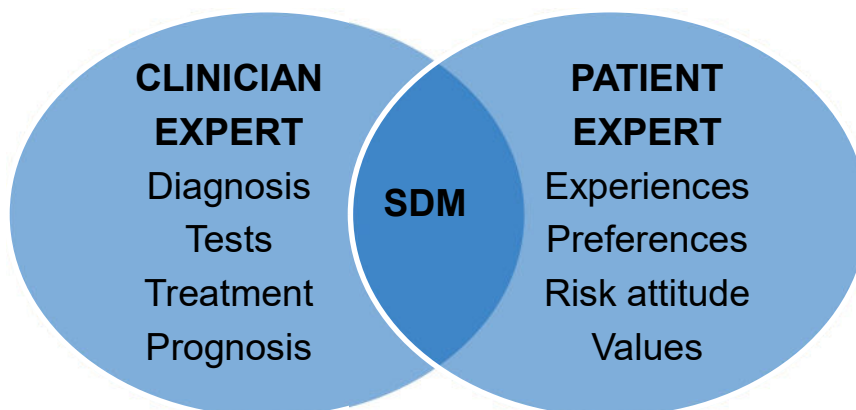 CLINICIAN
EXPERT
Diagnosis
Tests
Treatment
Prognosis
SDM
PATIENT
EXPERT
Experiences
Preferences
Risk attitude
Values